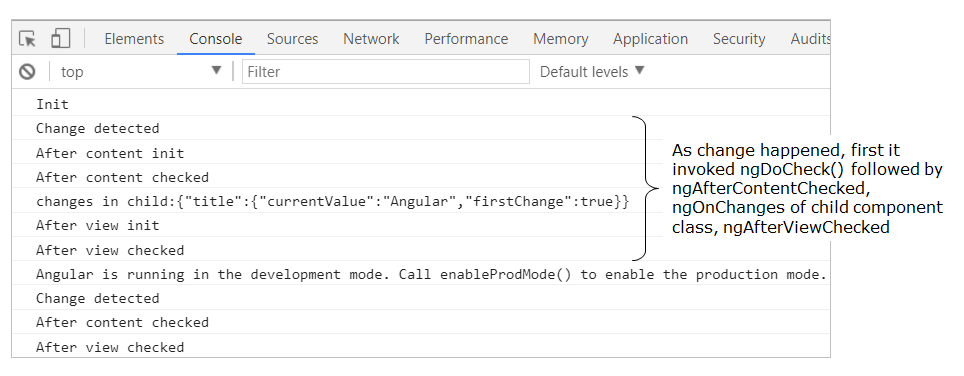 Elements Console Sources Network Performance Memory Application Security Audits
top Filter Default levels
Init
Change detected
After content init
After content checked
changes in child:{"title":{"currentValue":"Angular","firstChange":true}}
After view init
After view checked
Angular is running in the development mode. Call enableProdMode() to enable the production mode.
Change detected
After content checked
After view checked
As change happened, first it
invoked ngDoCheck() followed by
ngAfterContentChecked,
ngOnChanges of child component
class, ngAfterViewChecked